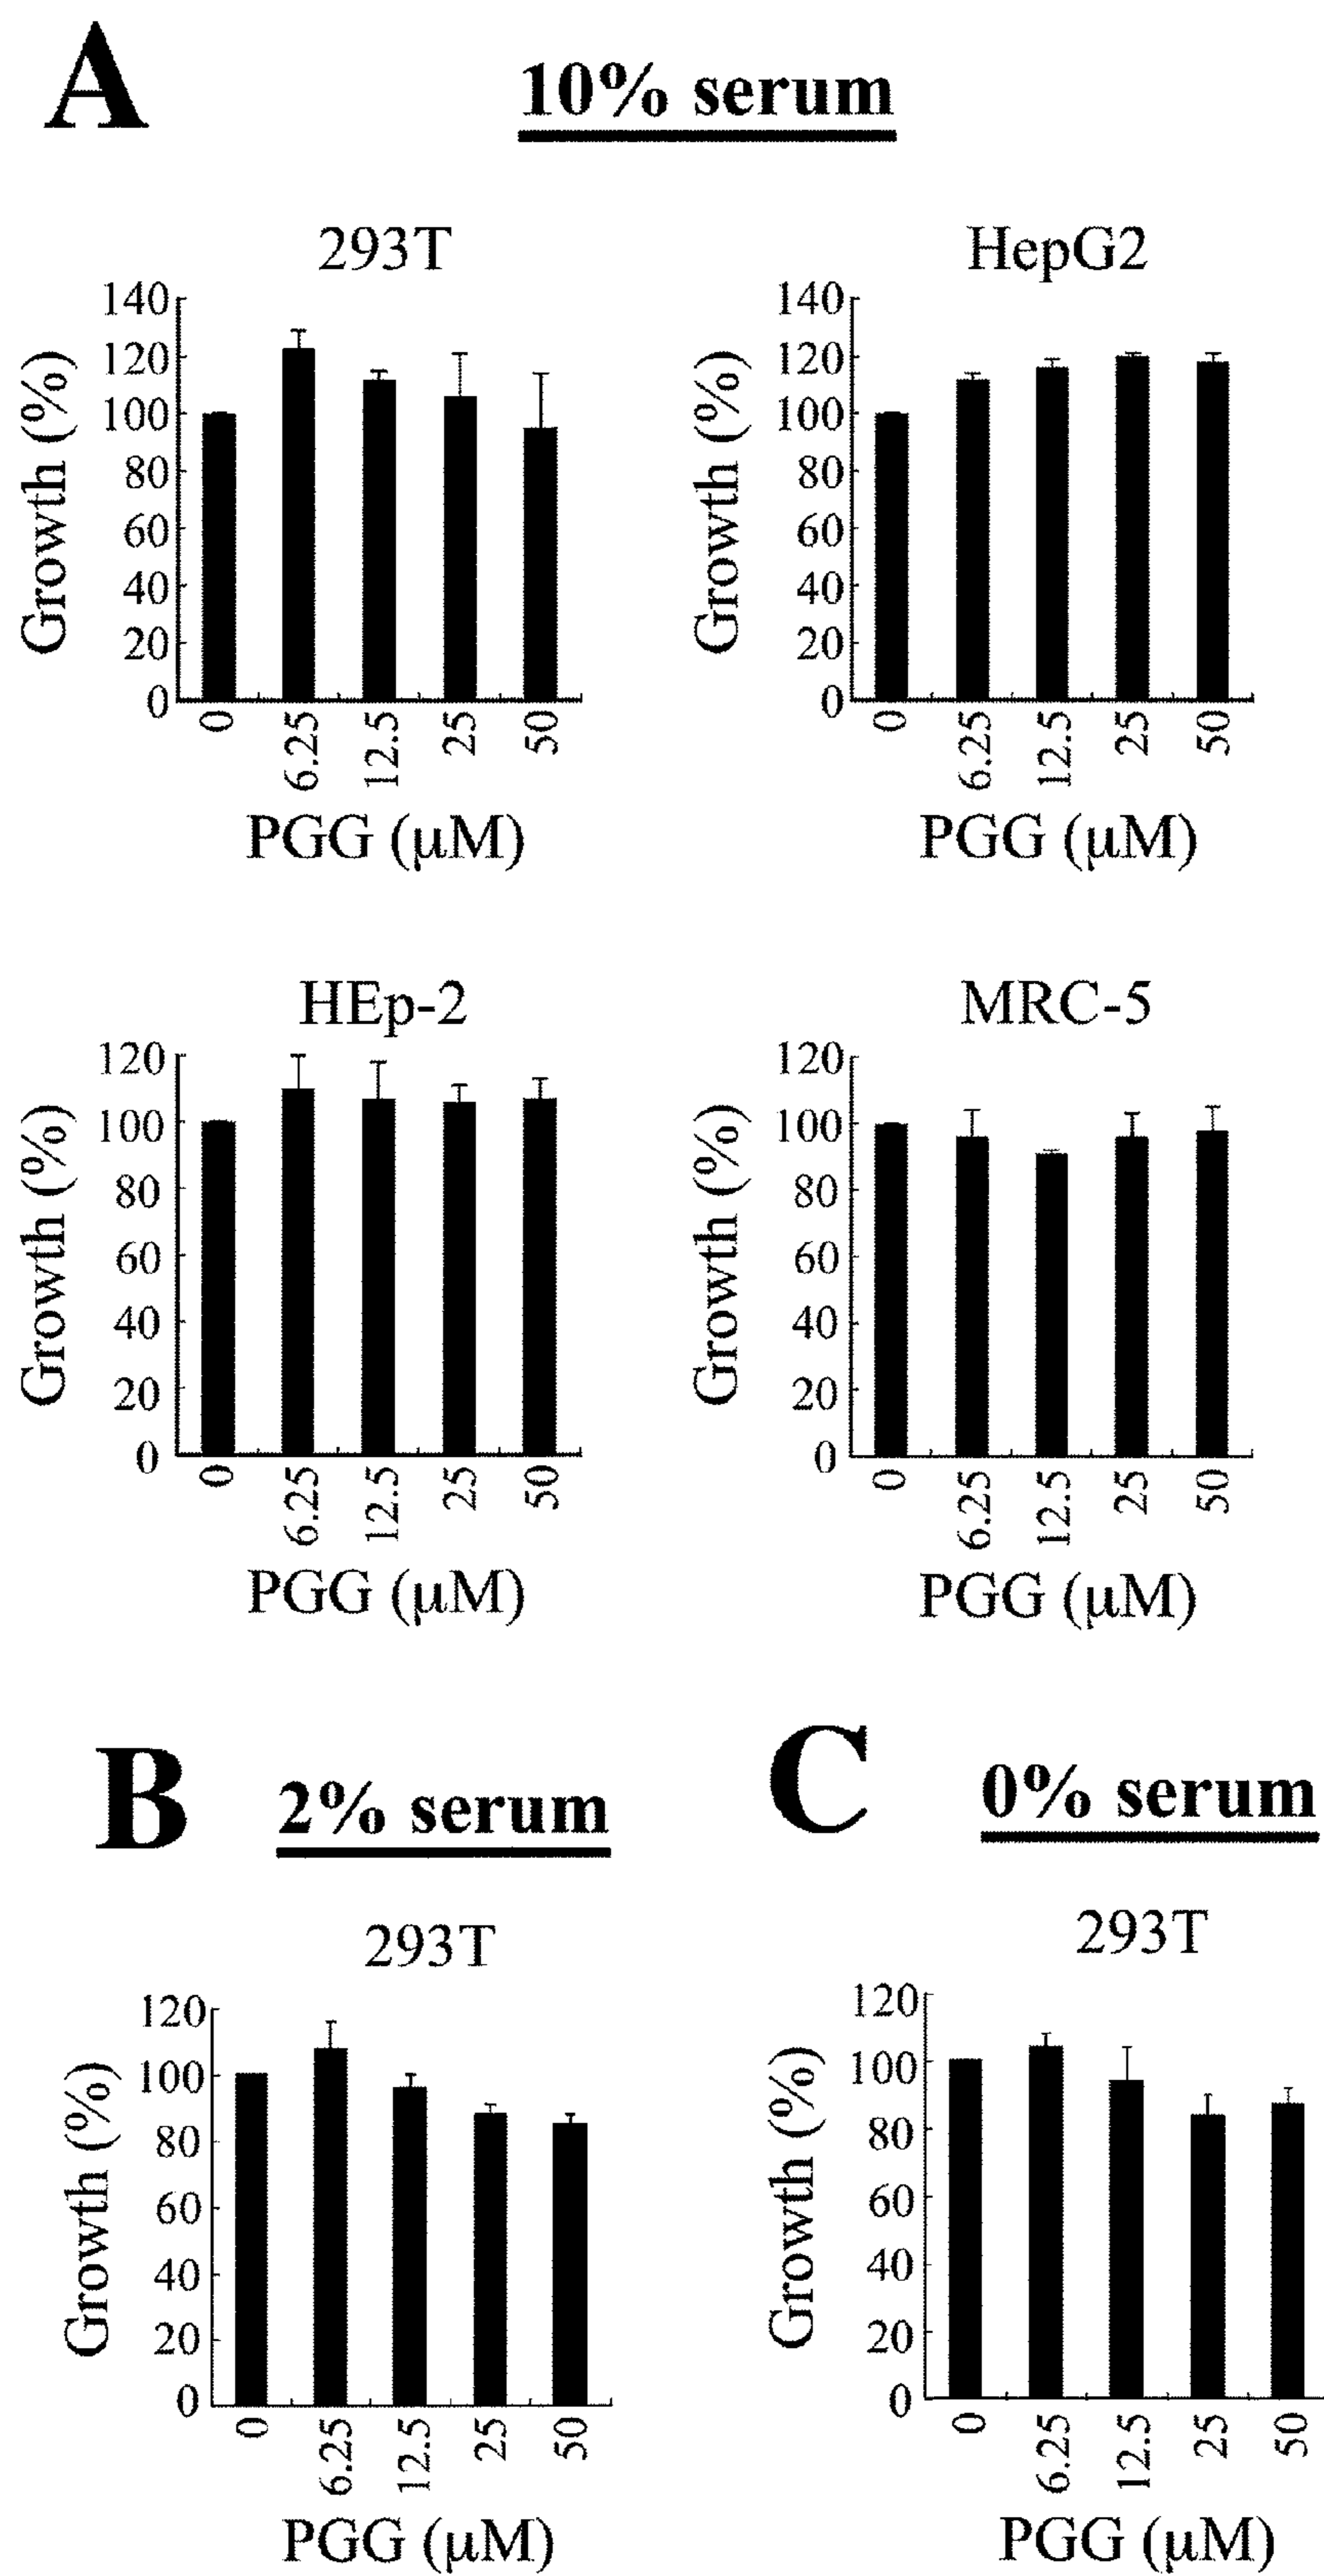 A
10% serum
293T
Growth (%)
140
120
100
80
60
40
20
0
0 6.25 12.5 25 50
PGG (μM)
HepG2
Growth (%)
140
120
100
80
60
40
20
0
0 6.25 12.5 25 50
PGG (μM)
HEp-2
Growth (%)
120
100
80
60
40
20
0
0 6.25 12.5 25 50
PGG (μM)
MRC-5
Growth (%)
120
100
80
60
40
20
0
0 6.25 12.5 25 50
PGG (μM)
B
2% serum
293T
Growth (%)
120
100
80
60
40
20
0
0 6.25 12.5 25 50
PGG (μM)
C
0% serum
293T
Growth (%)
120
100
80
60
40
20
0
0 6.25 12.5 25 50
PGG (μM)